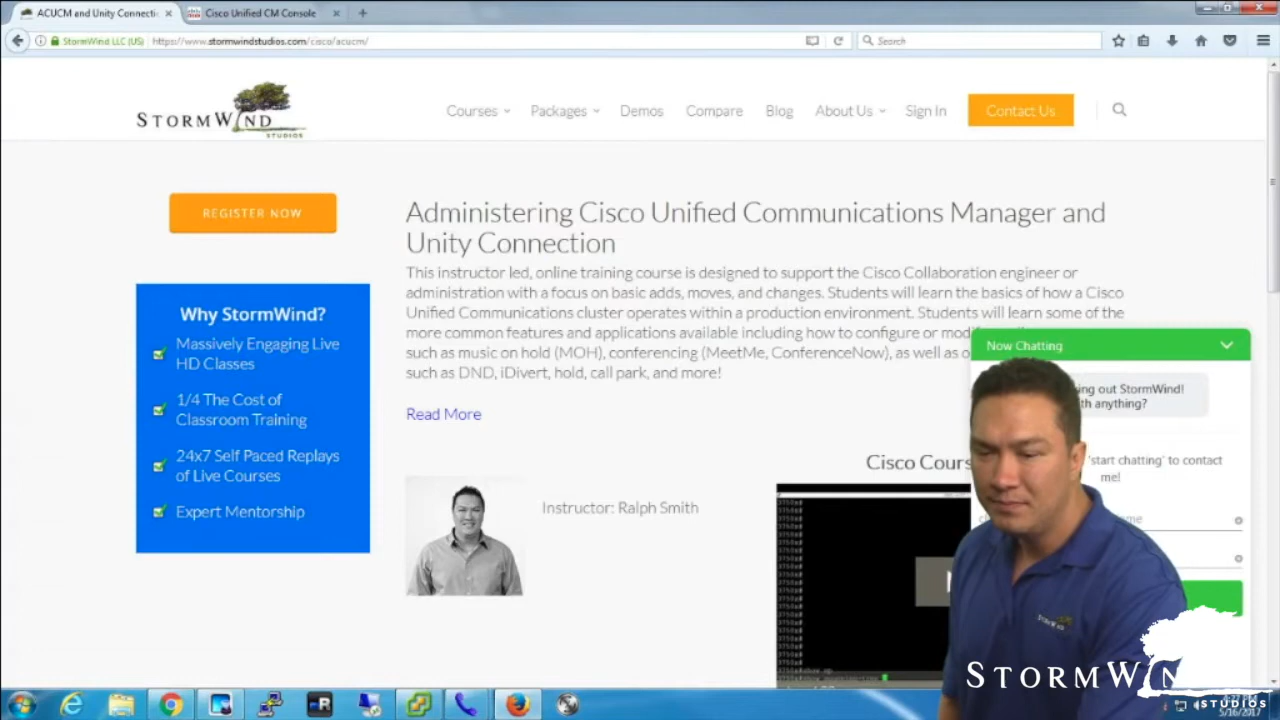 ACUCM and Unity Connecti
Cisco Unified CM Console
StormWind LLC (US)
https://www.stormwindstudios.com/cisco/acucm/
Search
STORMWIND
STUDIOS
Courses
Packages
Demos
Compare
Blog
About Us
Sign In
Contact Us
REGISTER NOW
Administering Cisco Unified Communications Manager and
Unity Connection
This instructor led, online training course is designed to support the Cisco Collaboration engineer or
administration with a focus on basic adds, moves, and changes. Students will learn the basics of how a Cisco
Unified Communications cluster operates within a production environment. Students will learn some of the
more common features and applications available including how to configure or
such as music on hold (MOH), conferencing (MeetMe, ConferenceNow), as well as
such as DND, iDivert, hold, call park, and more!
Read More
Why StormWind?
Massively Engaging Live
HD Classes
1/4 The Cost of
Classroom Training
24x7 Self Paced Replays
of Live Courses
Expert Mentorship
Instructor: Ralph Smith
Cisco Cours
Now Chatting
out StormWind!
anything?
'start chatting' to contact
me!
STORMWIND
STUDIOS
5/16/2017